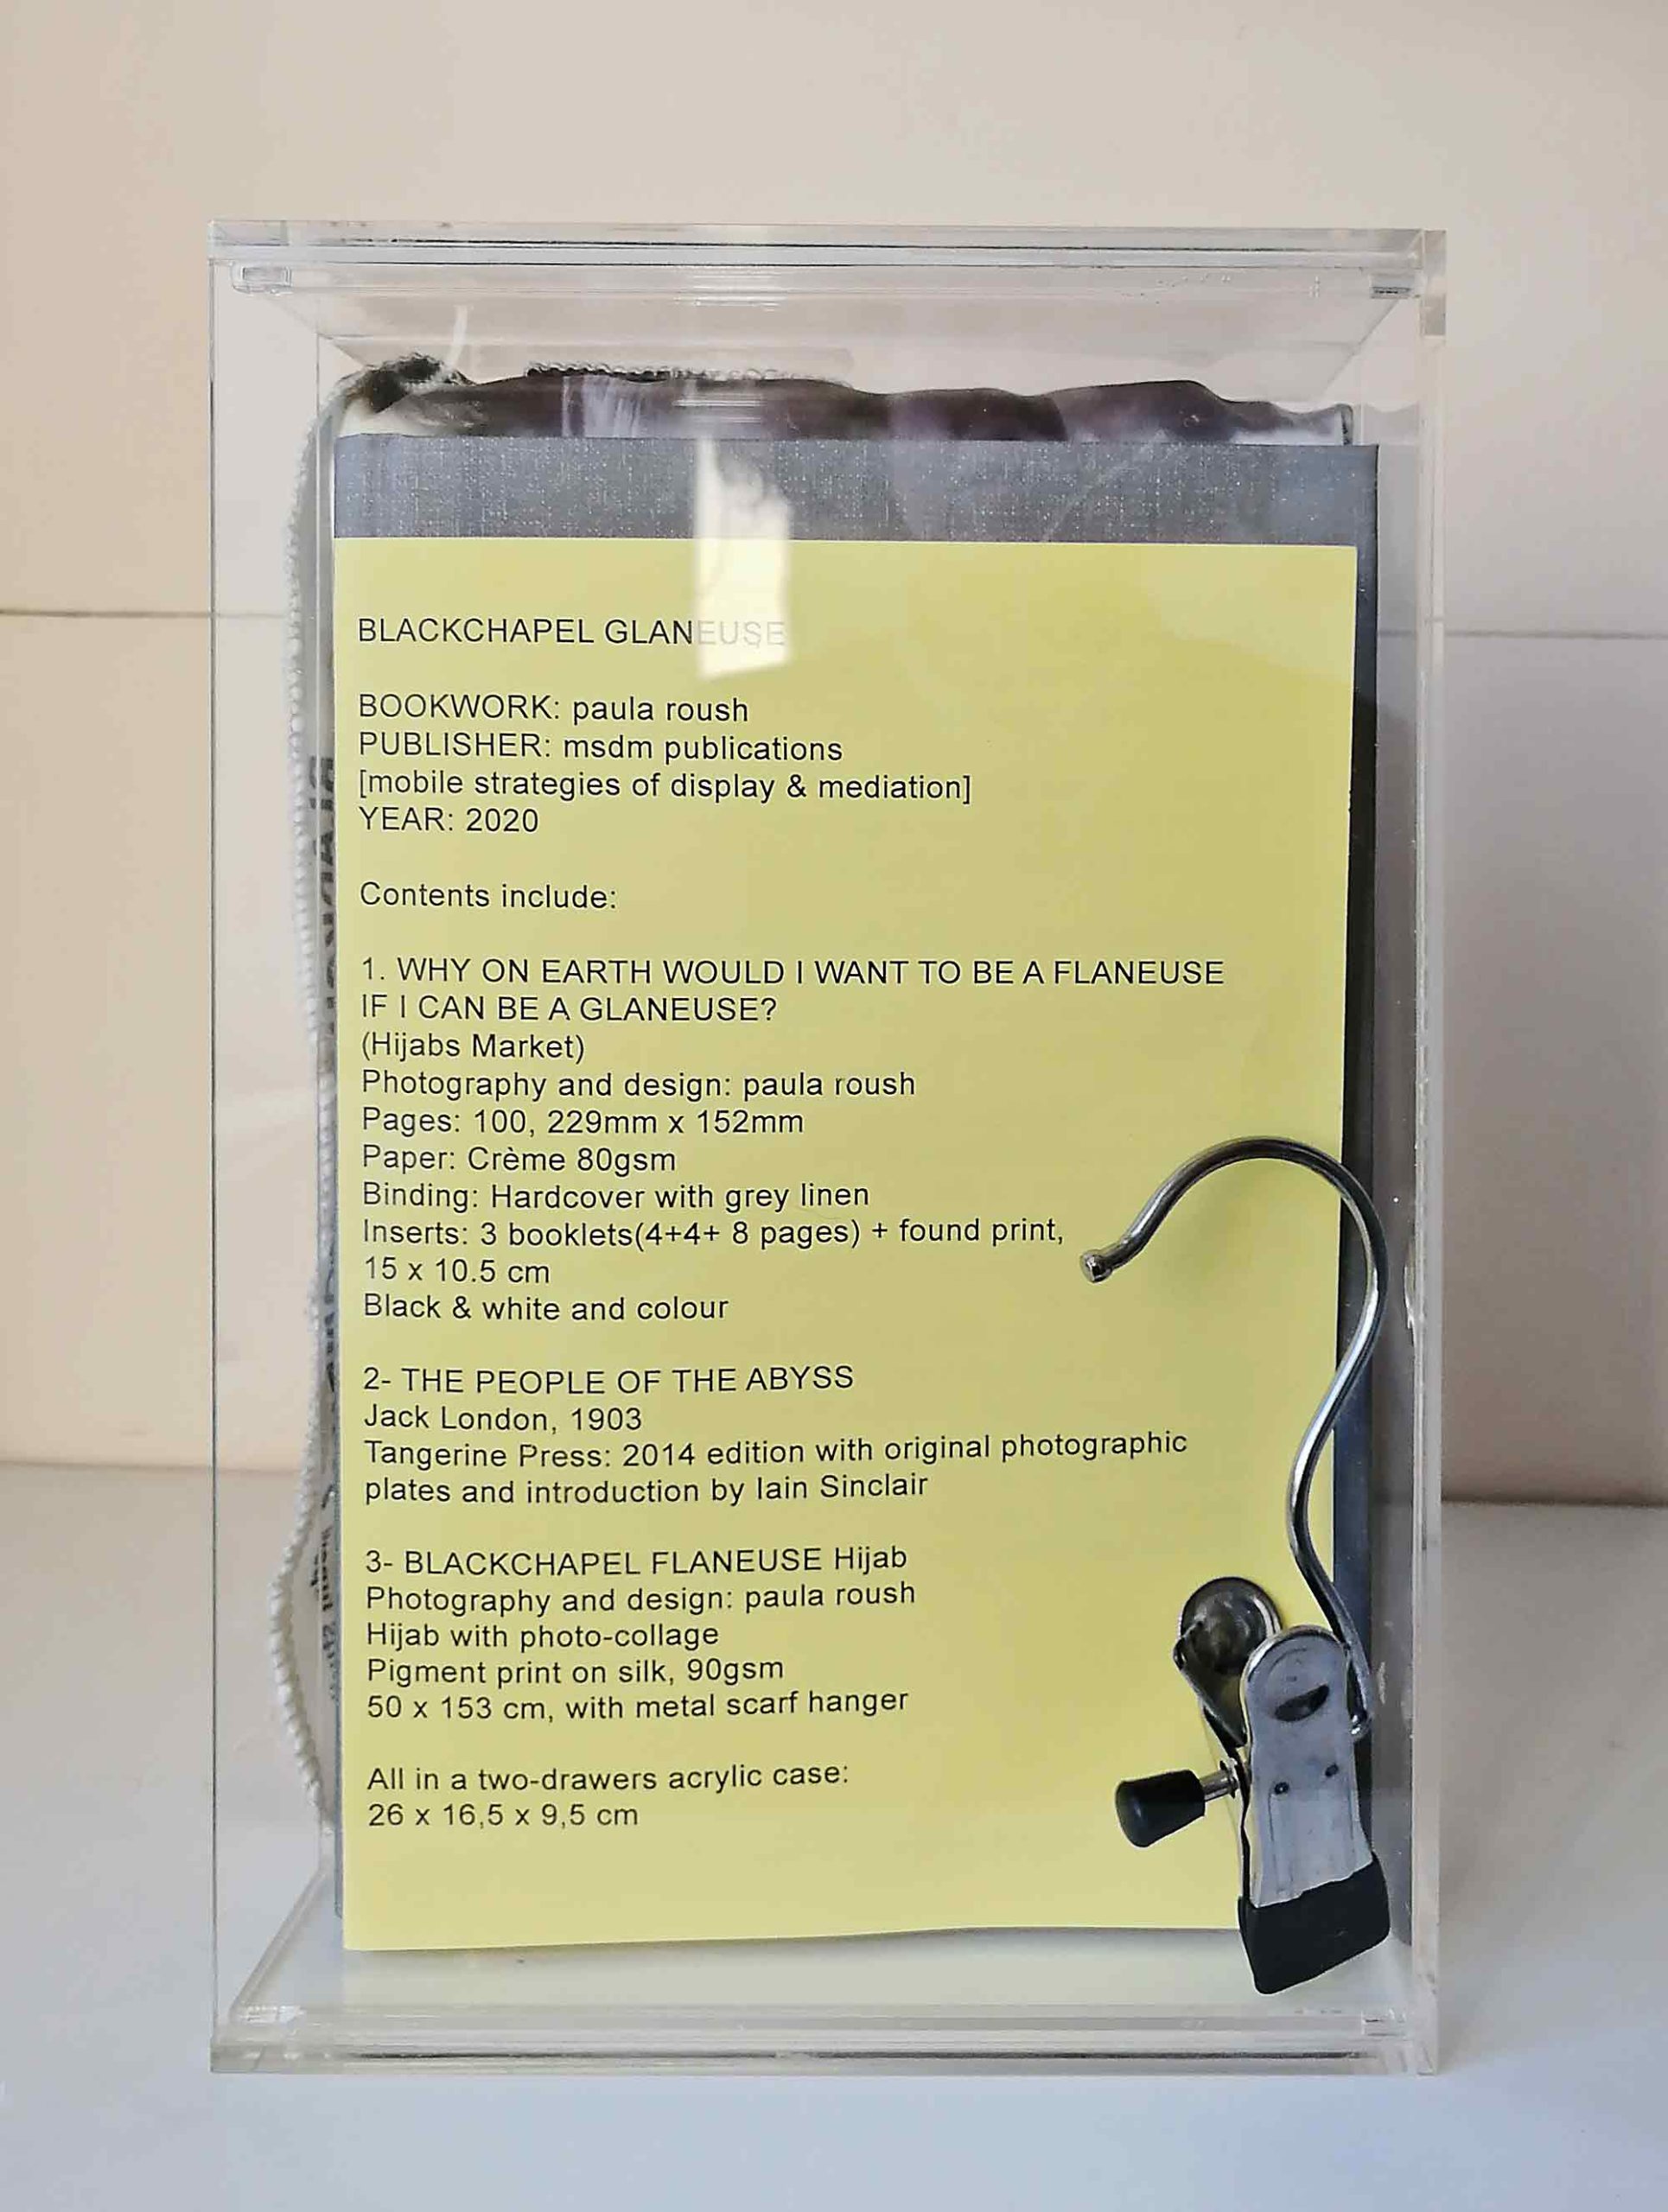 BLACKCHAPEL GLANEUSE
BOOKWORK: paula roush
PUBLISHER: msdm publications
[mobile strategies of display & mediation]
YEAR: 2020
Contents include:
1. WHY ON EARTH WOULD I WANT TO BE A FLANEUSE
IF I CAN BE A GLANEUSE?
(Hijabs Market)
Photography and design: paula roush
Pages: 100, 229mm x 152mm
Paper: Crème 80gsm
Binding: Hardcover with grey linen
Inserts: 3 booklets(4+4+ 8 pages) + found print,
15 x 10.5 cm
Black & white and colour
2- THE PEOPLE OF THE ABYSS
Jack London, 1903
Tangerine Press: 2014 edition with original photographic
plates and introduction by Iain Sinclair
3- BLACKCHAPEL FLANEUSE Hijab
Photography and design: paula roush
Hijab with photo-collage
Pigment print on silk, 90gsm
50 x 153 cm, with metal scarf hanger
All in a two-drawers acrylic case:
26 x 16,5 x 9,5 cm